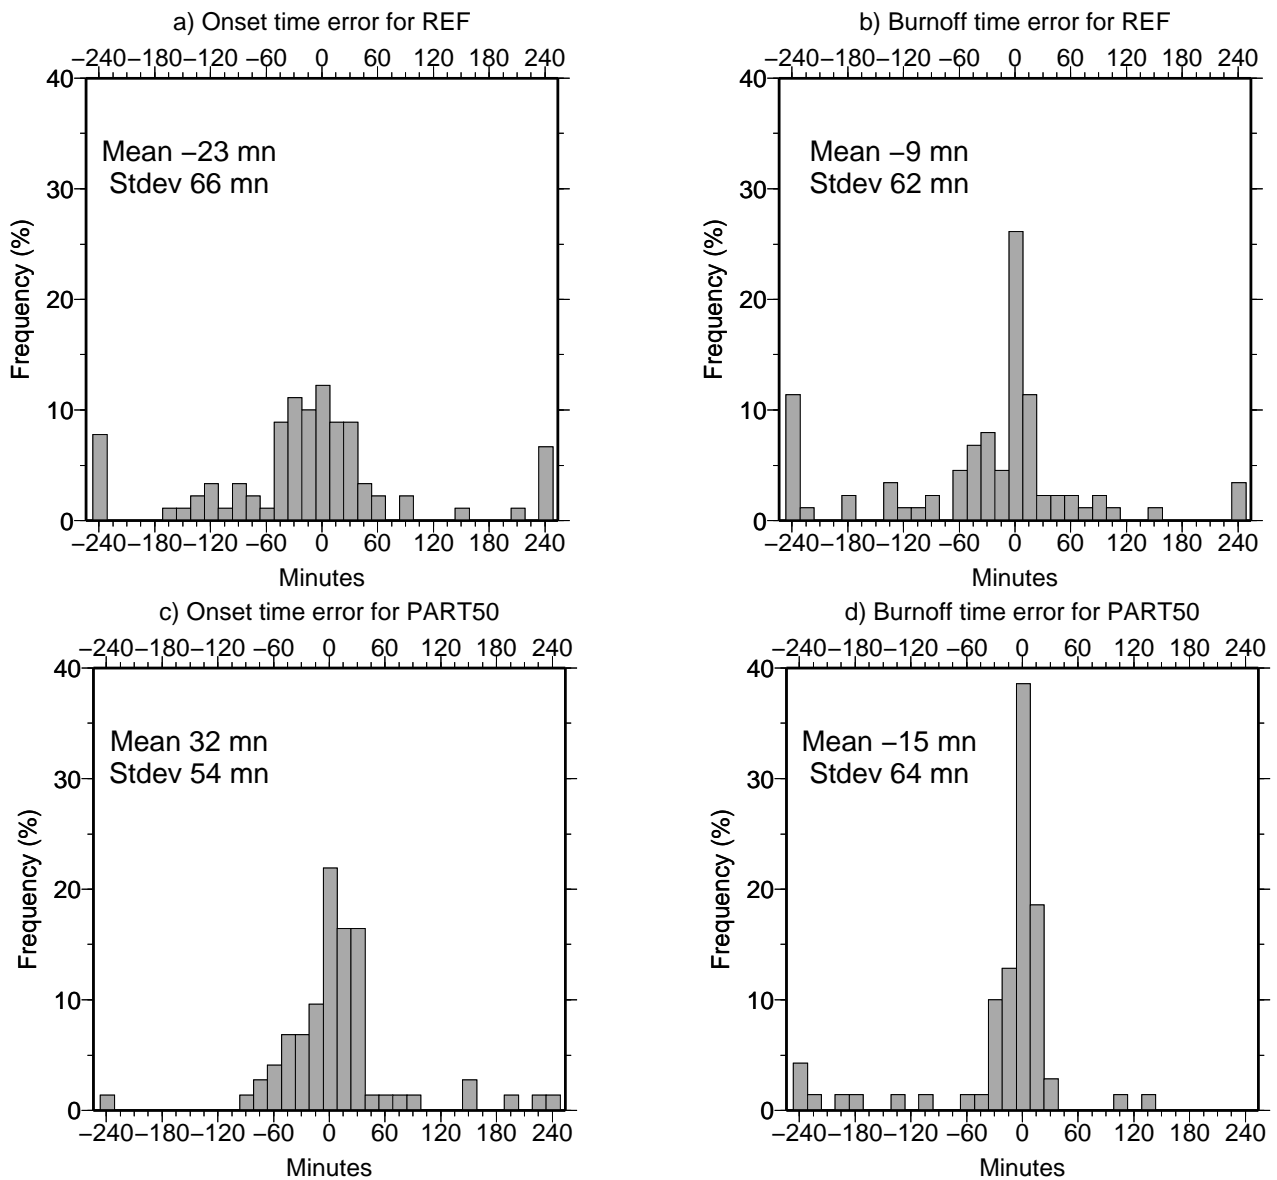 a) Onset time error for REF
−240 −180 −120 −60 0 60 120 180 240
40
30
20
10
0
Frequency (%)
Mean −23 mn
Stdev 66 mn
−240 −180 −120 −60 0 60 120 180 240
Minutes
b) Burnoff time error for REF
−240 −180 −120 −60 0 60 120 180 240
40
30
20
10
0
Frequency (%)
Mean −9 mn
Stdev 62 mn
−240 −180 −120 −60 0 60 120 180 240
Minutes
c) Onset time error for PART50
−240 −180 −120 −60 0 60 120 180 240
40
30
20
10
0
Frequency (%)
Mean 32 mn
Stdev 54 mn
−240 −180 −120 −60 0 60 120 180 240
Minutes
d) Burnoff time error for PART50
−240 −180 −120 −60 0 60 120 180 240
40
30
20
10
0
Frequency (%)
Mean −15 mn
Stdev 64 mn
−240 −180 −120 −60 0 60 120 180 240
Minutes